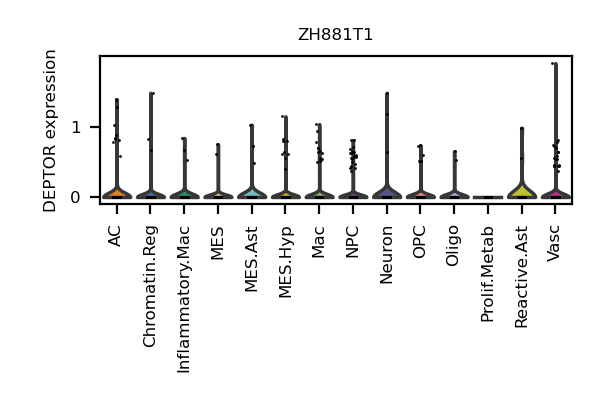 ZH881T1
DEPTOR expression
1
0
AC
Chromatin.Reg
Inflammatory.Mac
MES
MES.Ast
MES.Hyp
Mac
NPC
Neuron
OPC
Oligo
Prolif.Metab
Reactive.Ast
Vasc